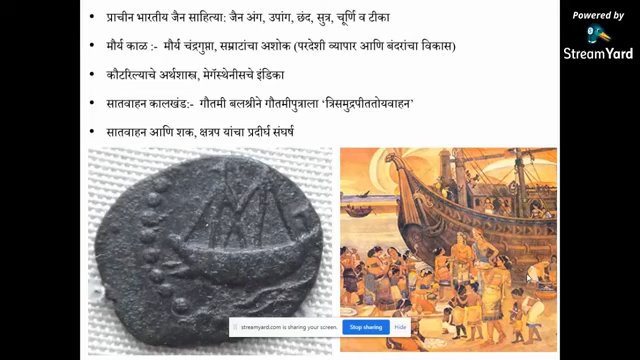 • प्राचीन भारतीय जैन साहित्या: जैन अंग, उपांग, छंद, सुत्र, चूर्णि व टीका
Powered by
StreamYard
• मौर्य काळ :- मौर्य चंद्रगुप्ता, सम्राटांचा अशोक (परदेशी व्यापार आणि बंदरांचा विकास)
• कौटरिल्याचे अर्थशास्त्र, मेगॅस्थेनीसचे इंडिका
• सातवाहन कालखंड:- गौतमी बलश्रीने गौतमीपुत्राला ‘त्रिसमुद्रपीततोयवाहन’
• सातवाहन आणि शक, क्षत्रप यांचा प्रदीर्घ संघर्ष
streamyard.com is sharing your screen. Stop sharing Hide